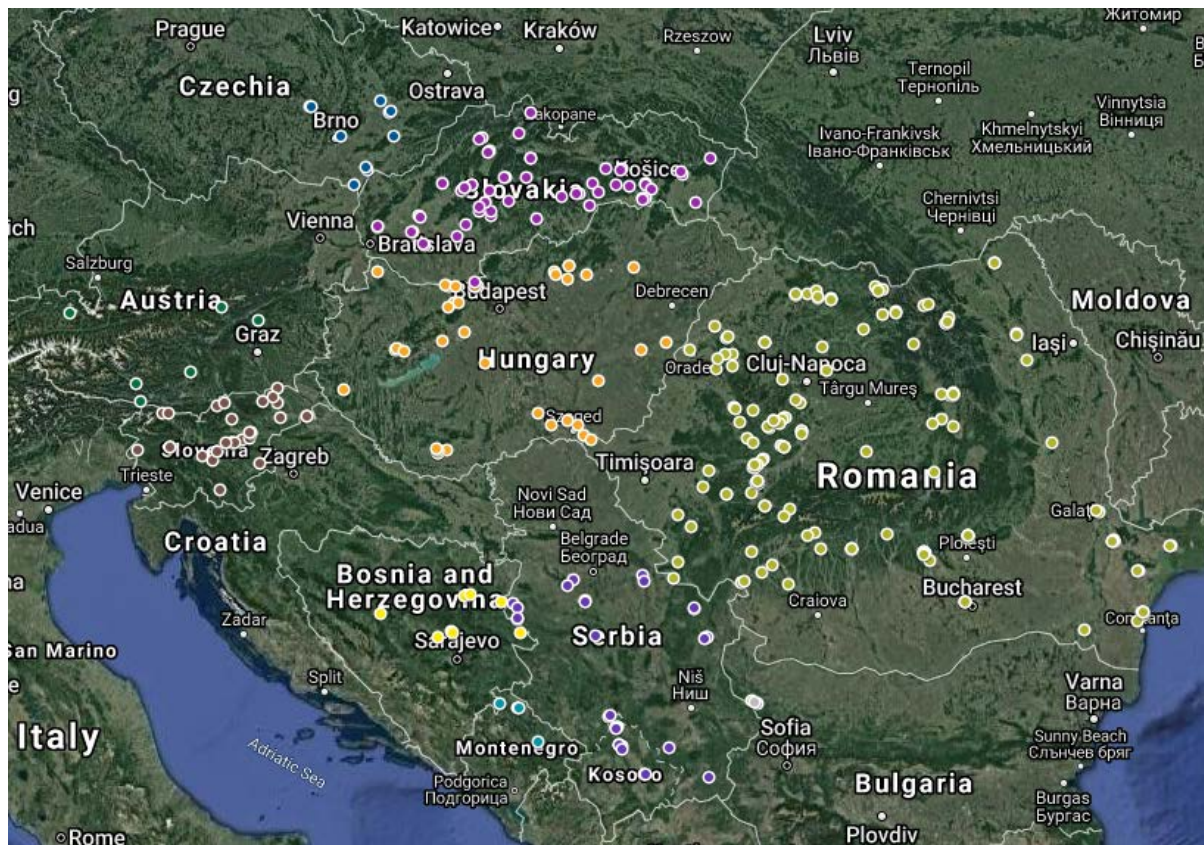 Житомир
Prague
Katowice
Kraków
Rzeszow
Lviv
Львів
Czechia
Ostrava
Ternopil
Тернопіль
Brno
akopane
Vinnytsia
Вінниця
Ivano-Frankivsk
Івано-Франківськ
Khmelnytskyi
Хмельницький
Košice
Slovakia
Chernivtsi
Чернівці
Vienna
ich
Bratislava
Salzburg
Austria
Budapest
Debrecen
Moldova
Graz
Iași
Chișinău
Hungary
Orade
Cluj-Napoca
Târgu Mureș
Szeged
Slovenia
Zagreb
Timișoara
Romania
Trieste
Venice
adua
Novi Sad
Нови Сад
Galați
Croatia
Belgrade
Београд
Ploiești
Bosnia and
Herzegovina
Bucharest
Craiova
Constanța
Zadar
Sarajevo
Serbia
San Marino
Split
Niš
Ниш
Varna
Варна
Sofia
София
Italy
Adriatic Sea
Montenegro
Sunny Beach
Слънчев бряг
Kosovo
Podgorica
Подгорица
Bulgaria
Burgas
Бургас
Rome
Plovdiv